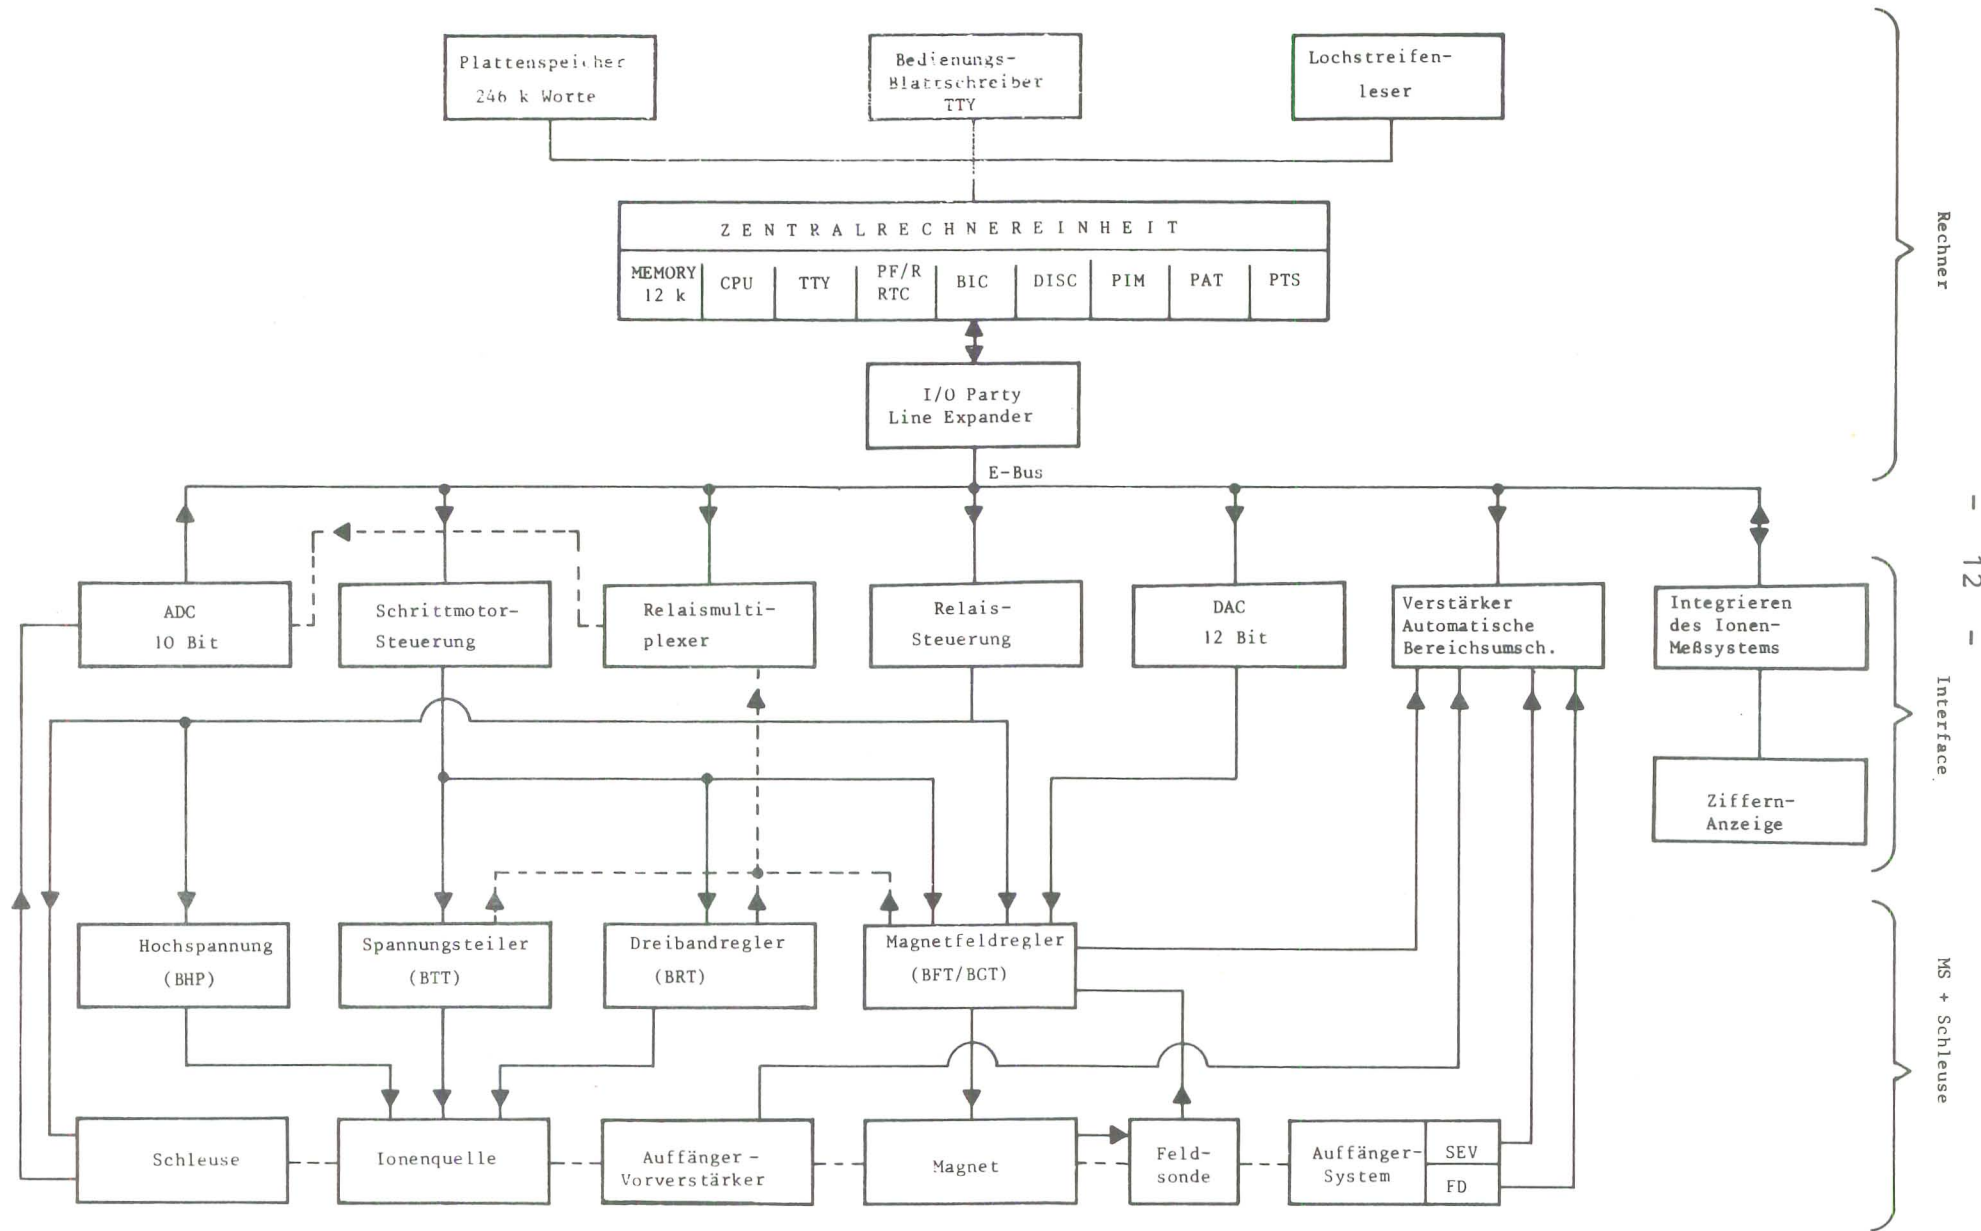 Plattenspeicher
246 k Worte
Bedienungs-
Blattschreiber
TTY
Lochstreifen-
leser
ZENTRALRECHNEREINHEIT
MEMORY
12 k
CPU
TTY
PF/R
RTC
BIC
DISC
PIM
PAT
PTS
I/O Party
Line Expander
E-Bus
Rechner
- 12 -
ADC
10 Bit
Schrittmotor-
Steuerung
Relaismulti-
plexer
Relais-
Steuerung
DAC
12 Bit
Verstärker
Automatische
Bereichsumsch.
Integrieren
des Ionen-
Meßsystems
Ziffern-
Anzeige
Interface
Hochspannung
(BHP)
Spannungsteiler
(BTT)
Dreibandregler
(BRT)
Magnetfeldregler
(BFT/BGT)
MS + Schleuse
Schleuse
Ionenquelle
Auffänger-
Vorverstärker
Magnet
Feld-
sonde
Auffänger-
System
SEV
FD